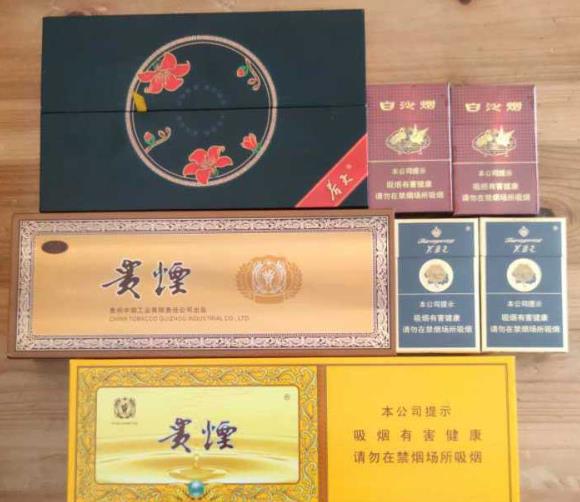 春之
白沙烟
本公司提示
吸烟有害健康
请勿在禁烟场所吸烟
白沙烟
本公司提示
吸烟有害健康
请勿在禁烟场所吸烟
貴煙
贵州中烟工业有限责任公司出品
CHINA TOBACCO GUIZHOU INDUSTRIAL CO., LTD.
本公司提示
吸烟有害健康
请勿在禁烟场所吸烟
本公司提示
吸烟有害健康
请勿在禁烟场所吸烟
貴煙
本公司提示
吸烟有害健康
请勿在禁烟场所吸烟